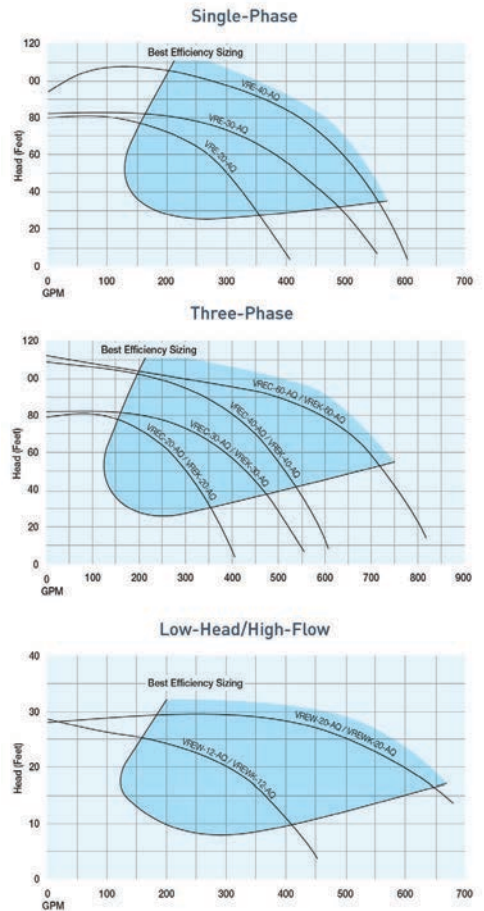 Single-Phase
Best Efficiency Sizing
120
00
80
60
40
20
0
Head (Feet)
VRE-40-AQ
VRE-30-AQ
VRE-20-AQ
0 100 200 300 400 500 600 700
GPM
Three-Phase
Best Efficiency Sizing
120
00
80
60
40
20
0
Head (Feet)
VREC-60-AQ / VREK-60-AQ
VREC-40-AQ / VREK-40-AQ
VREC-30-AQ / VREK-30-AQ
VREC-20-AQ / VREK-20-AQ
0 100 200 300 400 500 600 700 800 900
GPM
Low-Head/High-Flow
Best Efficiency Sizing
40
30
20
10
0
Head (Feet)
VREW-20-AQ / VREWK-20-AQ
VREW-12-AQ / VREWK-12-AQ
0 100 200 300 400 500 600 700
GPM